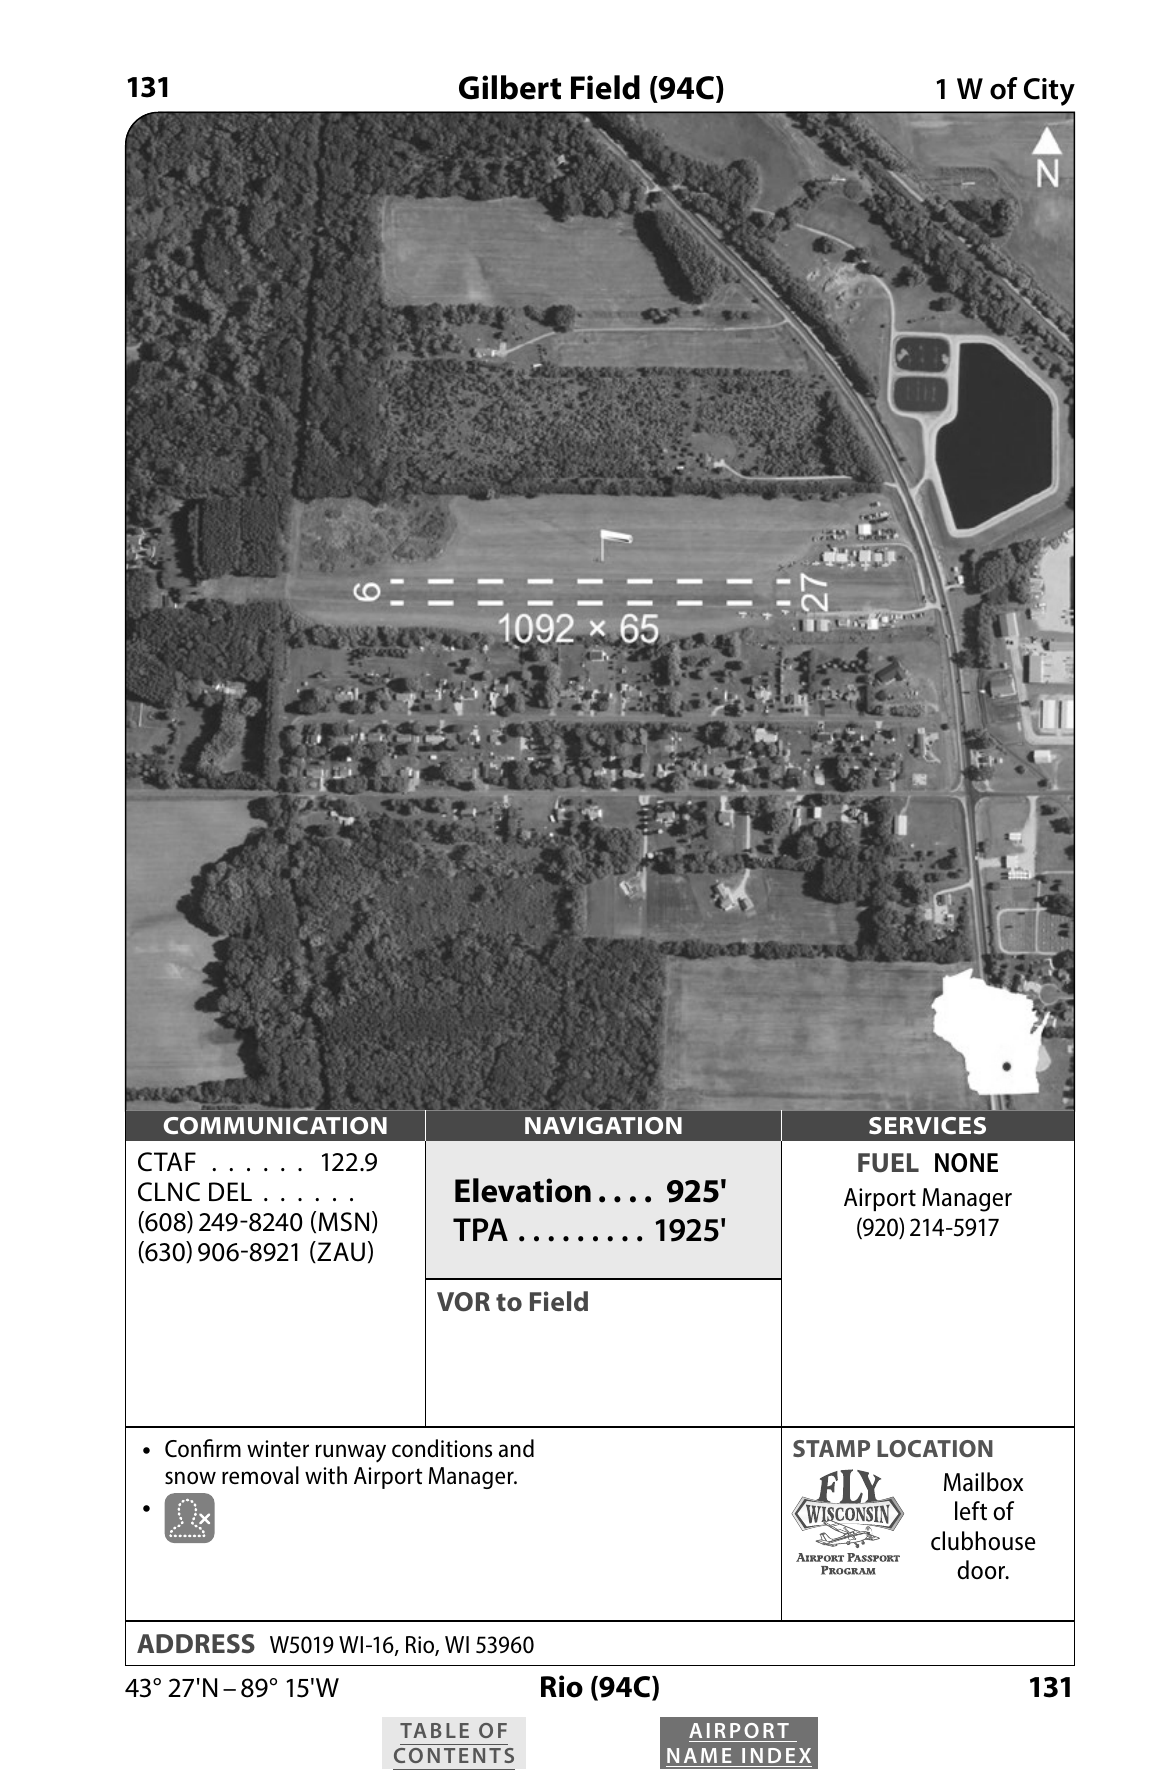 131 Gilbert Field (94C) 1 W of City
N
9
27
1092 × 65
COMMUNICATION
CTAF . . . . . . 122.9
CLNC DEL . . . . . .
(608) 249-8240 (MSN)
(630) 906-8921 (ZAU)
NAVIGATION
Elevation . . . . 925'
TPA . . . . . . . . . 1925'
VOR to Field
SERVICES
FUEL NONE
Airport Manager
(920) 214-5917
• Confirm winter runway conditions and
snow removal with Airport Manager.
•
STAMP LOCATION
FLY
WISCONSIN
AIRPORT PASSPORT
PROGRAM
Mailbox
left of
clubhouse
door.
ADDRESS W5019 WI-16, Rio, WI 53960
43° 27'N – 89° 15'W Rio (94C) 131
TABLE OF
CONTENTS
AIRPORT
NAME INDEX